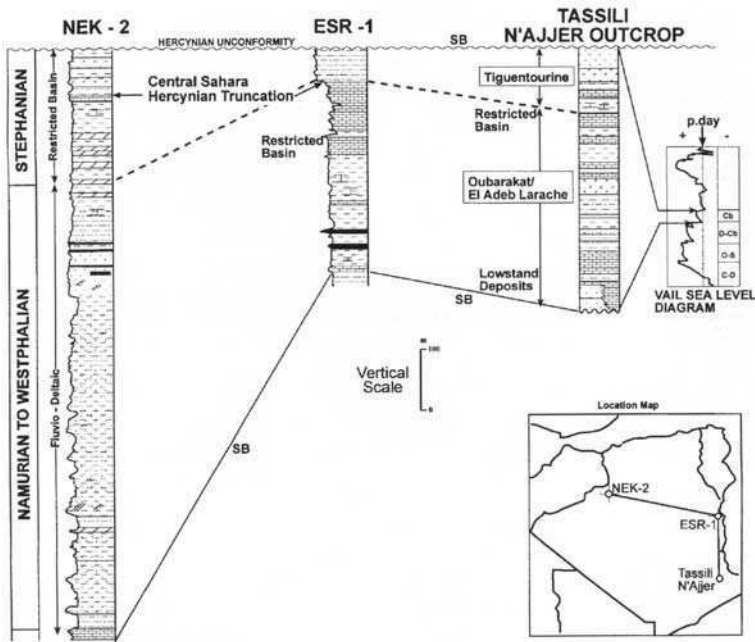 NEK - 2
ESR -1
TASSILI
N'AJJER OUTCROP
HERCYNIAN UNCONFORMITY
SB
STEPHANIAN
Restricted Basin
Central Sahara
Hercynian Truncation
Restricted
Basin
Tiguentourine
Restricted
Basin
Oubarakat/
El Adeb Larache
Lowstand
Deposits
SB
SB
NAMURIAN TO WESTPHALIAN
Fluvio - Deltaic
p.day
+
-
Cb
D-Cb
D-S
C-D
VAIL SEA LEVEL
DIAGRAM
Vertical
Scale
m
100
0
Location Map
NEK-2
ESR-1
Tassili
N'Ajjer